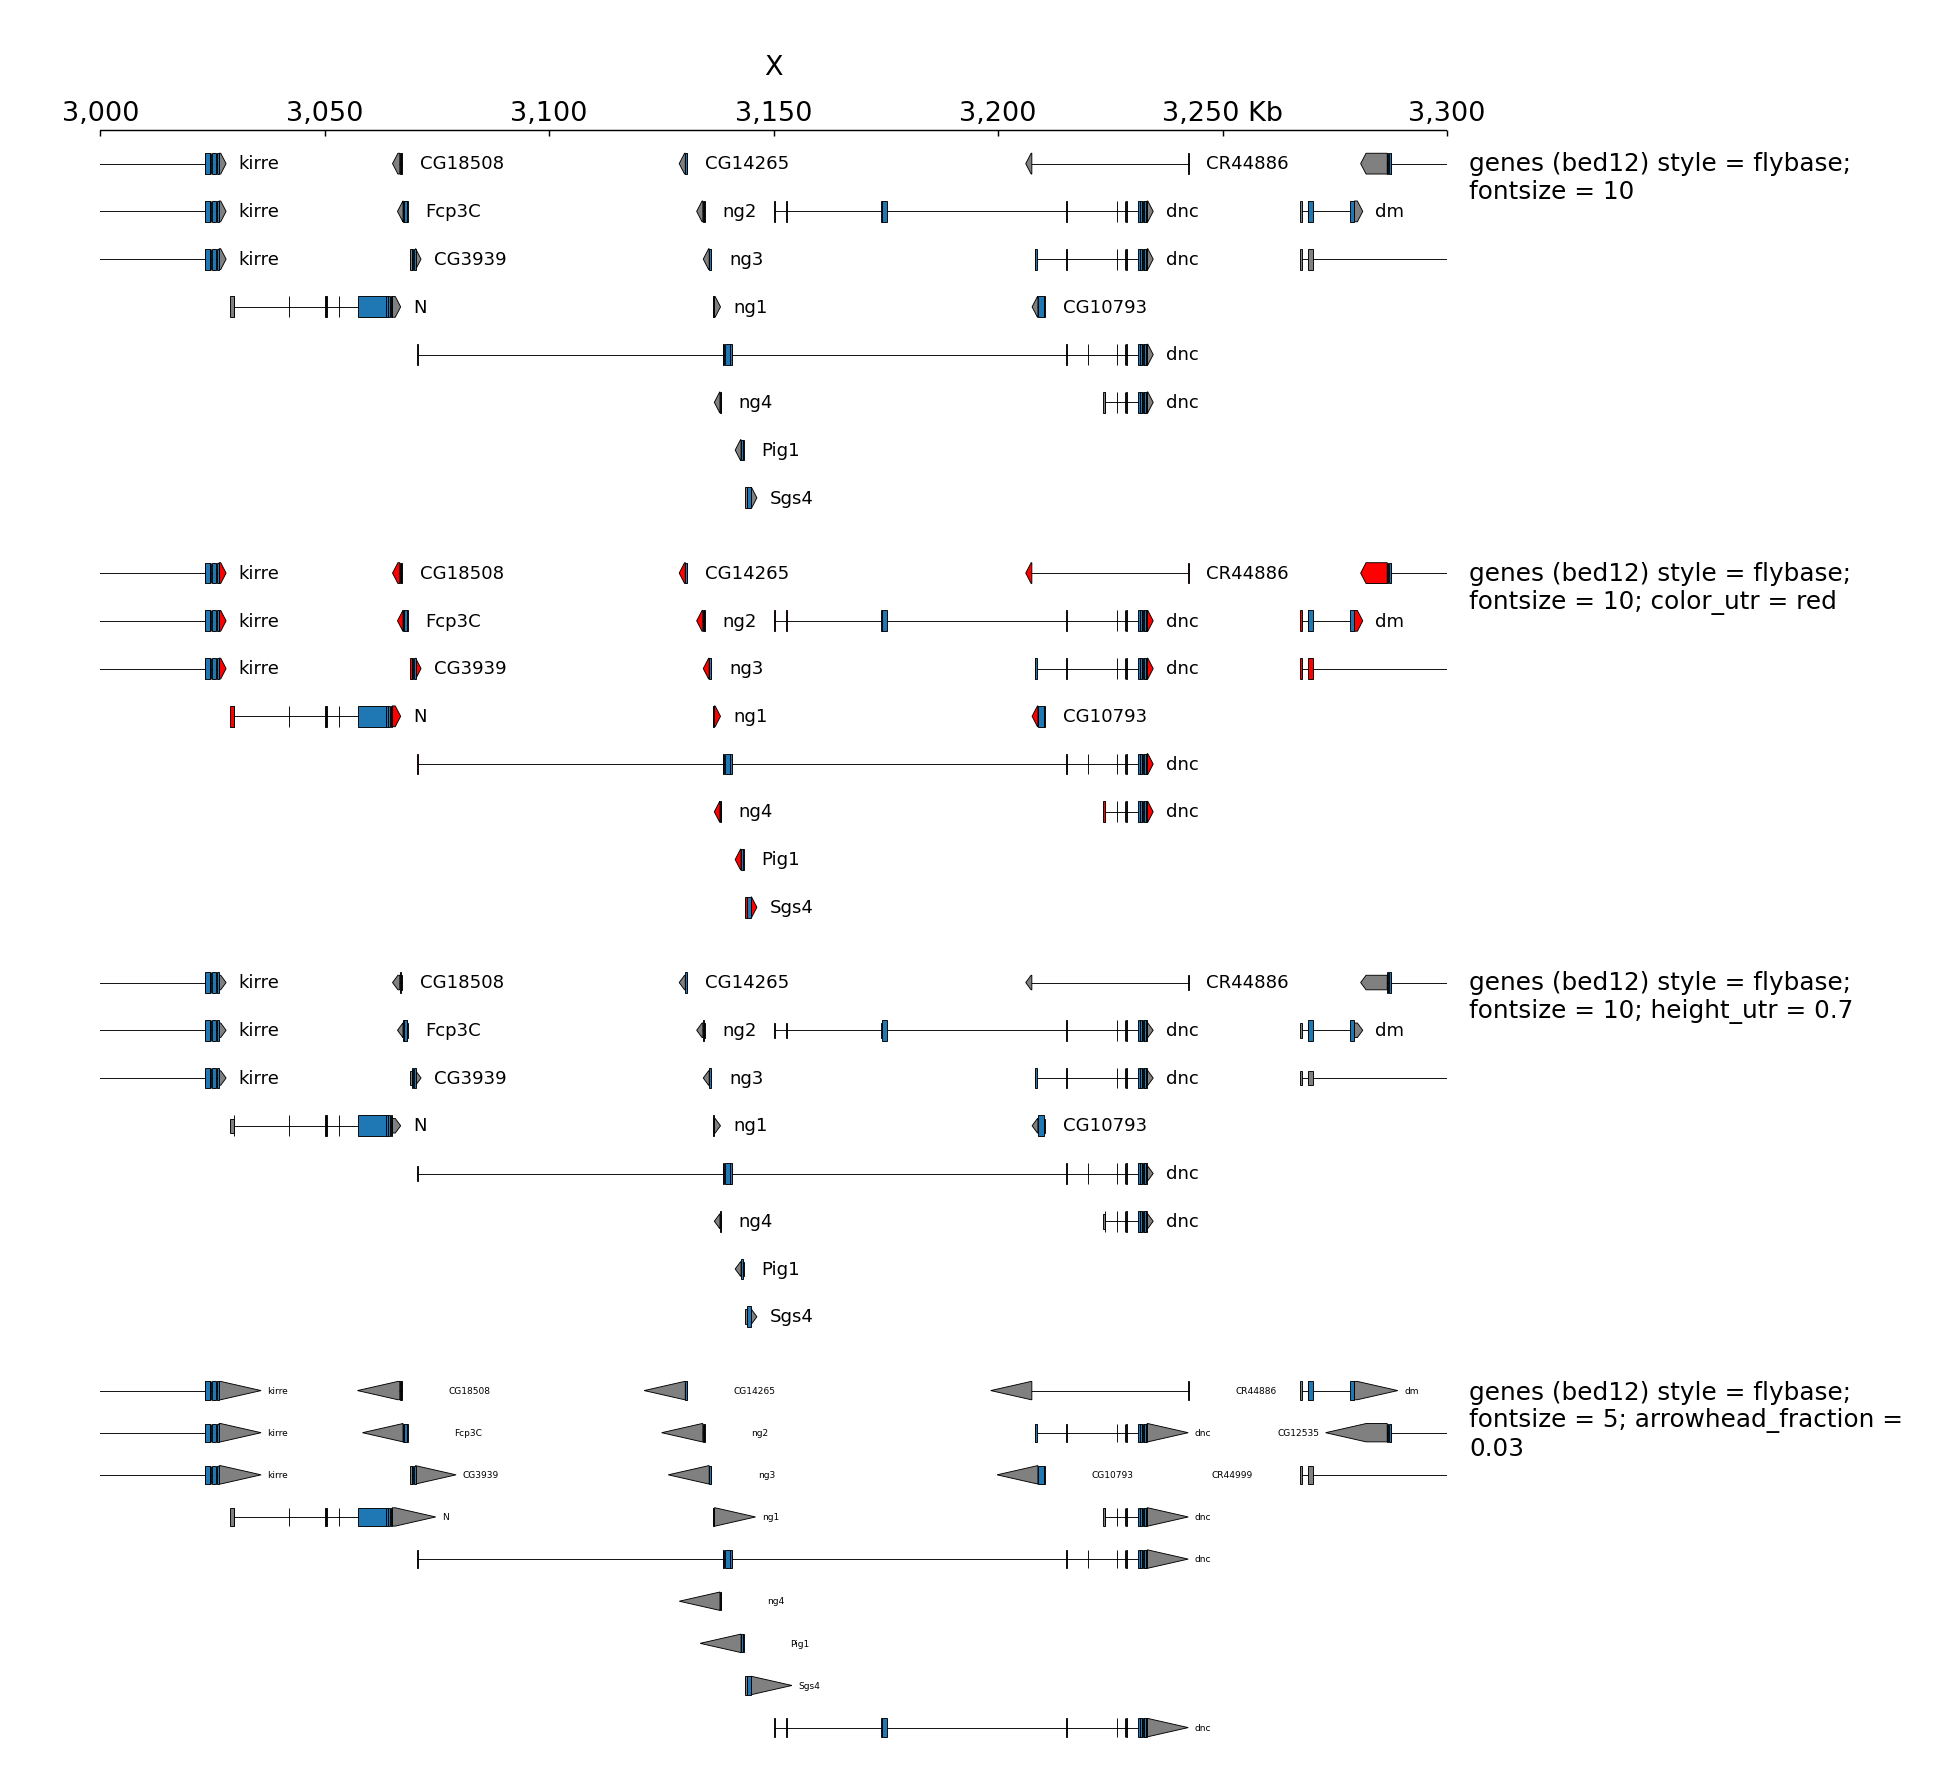 X
3,000 3,050 3,100 3,150 3,200 3,250 Kb 3,300
kirre CG18508 CG14265 CR44886 genes (bed12) style = flybase;
fontsize = 10
kirre Fcp3C ng2 dnc dm
kirre CG3939 ng3 dnc
N ng1 CG10793
dnc
ng4 dnc
Pig1
Sgs4
kirre CG18508 CG14265 CR44886 genes (bed12) style = flybase;
fontsize = 10; color_utr = red
kirre Fcp3C ng2 dnc dm
kirre CG3939 ng3 dnc
N ng1 CG10793
dnc
ng4 dnc
Pig1
Sgs4
kirre CG18508 CG14265 CR44886 genes (bed12) style = flybase;
fontsize = 10; height_utr = 0.7
kirre Fcp3C ng2 dnc dm
kirre CG3939 ng3 dnc
N ng1 CG10793
dnc
ng4 dnc
Pig1
Sgs4
kirre CG18508 CG14265 CR44886 dm genes (bed12) style = flybase;
fontsize = 5; arrowhead_fraction =
0.03
kirre Fcp3C ng2 dnc CG12535
kirre CG3939 ng3 CG10793 CR44999
N ng1 dnc
dnc
ng4
Pig1
Sgs4
dnc